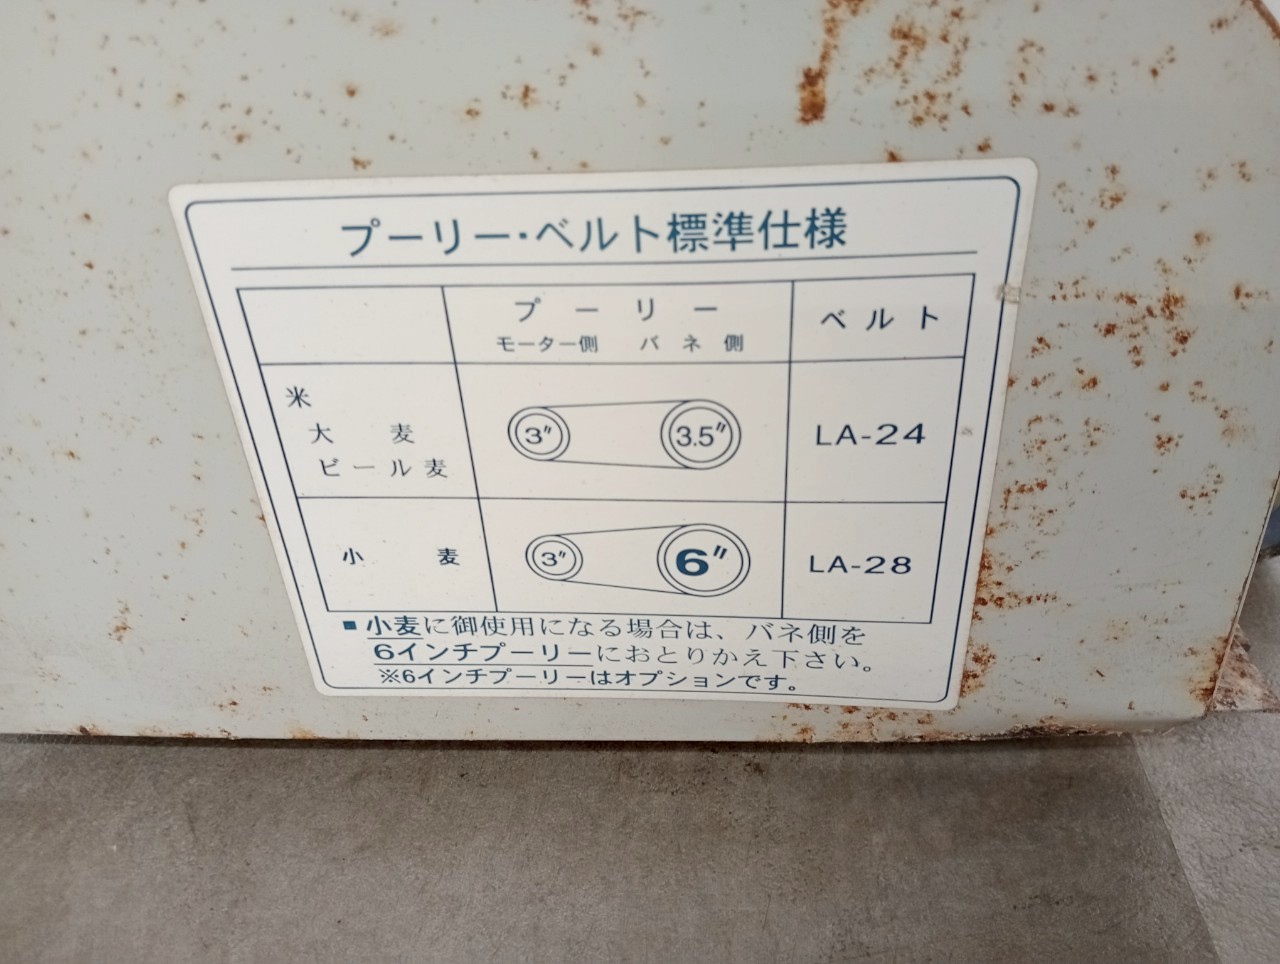 プーリー・ベルト標準仕様
プーリー
ベルト
モーター側 バネ側
米
大麦
ビール麦
3″ 3.5″ LA-24
小麦 3″ 6″ LA-28
■小麦に御使用になる場合は、バネ側を
6インチプーリーにおとりかえ下さい。
※6インチプーリーはオプションです。